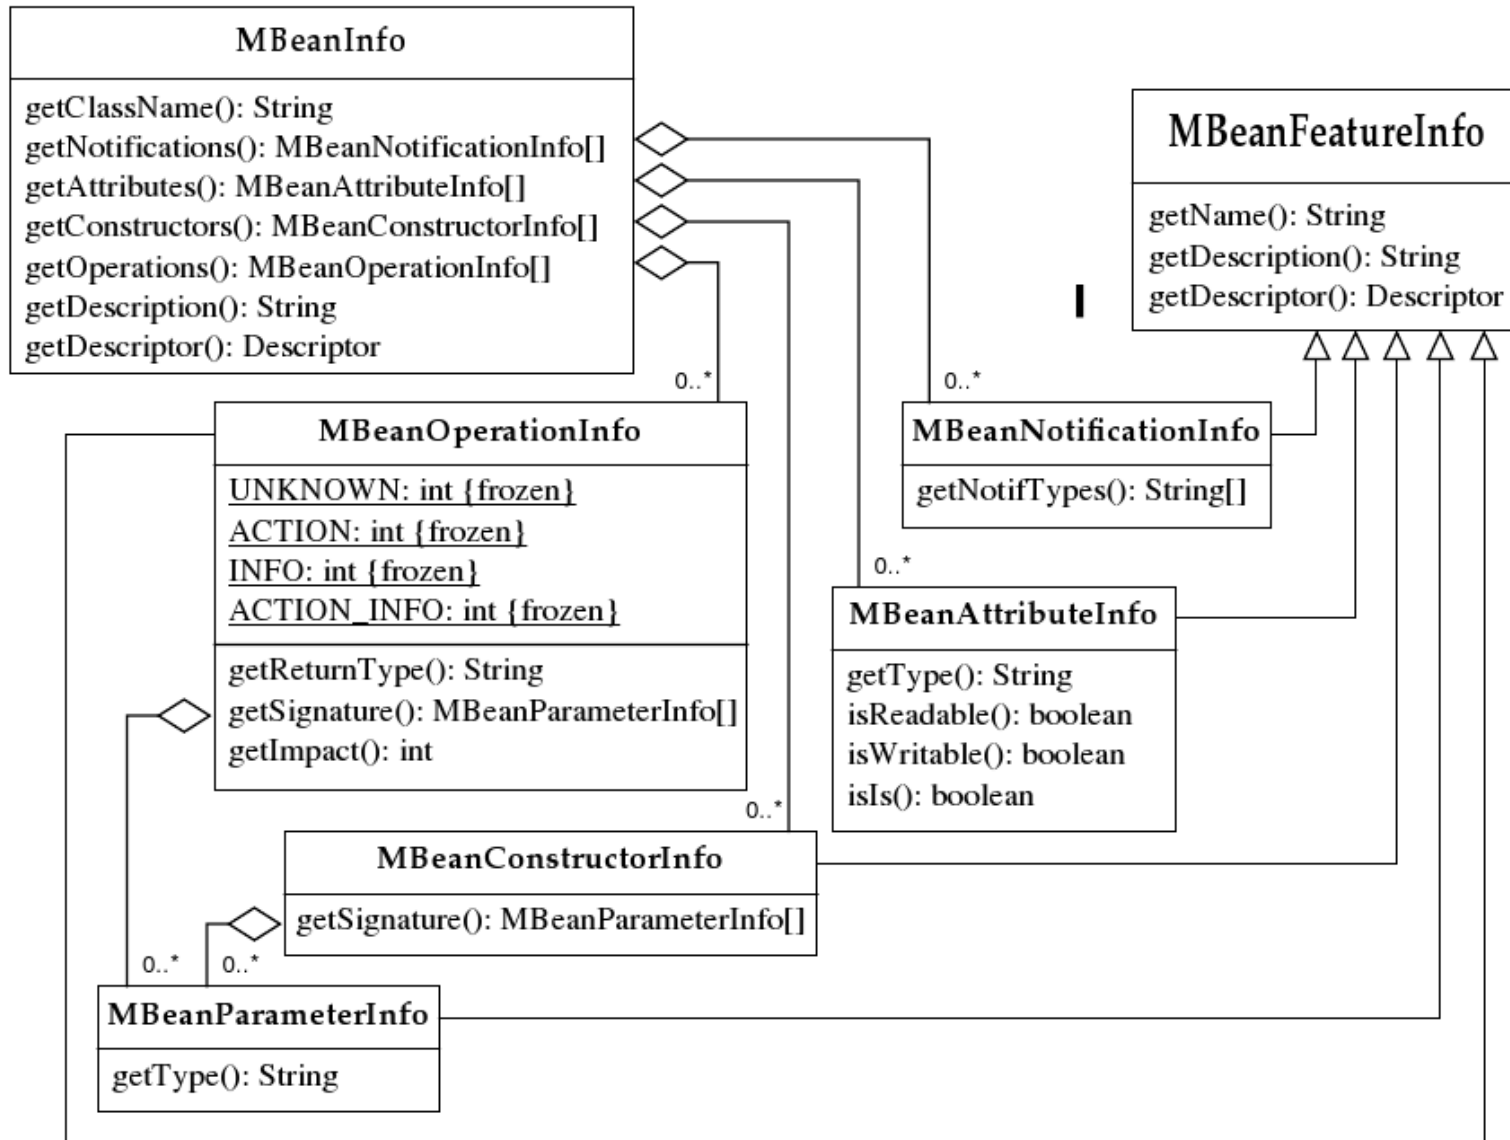 MBeanInfo
getClassName(): String
getNotifications(): MBeanNotificationInfo[]
getAttributes(): MBeanAttributeInfo[]
getConstructors(): MBeanConstructorInfo[]
getOperations(): MBeanOperationInfo[]
getDescription(): String
getDescriptor(): Descriptor
MBeanFeatureInfo
getName(): String
getDescription(): String
getDescriptor(): Descriptor
0..*
MBeanOperationInfo
UNKNOWN: int {frozen}
ACTION: int {frozen}
INFO: int {frozen}
ACTION_INFO: int {frozen}
getReturnType(): String
getSignature(): MBeanParameterInfo[]
getImpact(): int
0..*
MBeanNotificationInfo
getNotifTypes(): String[]
0..*
MBeanAttributeInfo
getType(): String
isReadable(): boolean
isWritable(): boolean
isIs(): boolean
0..*
MBeanConstructorInfo
getSignature(): MBeanParameterInfo[]
0..*
0..*
MBeanParameterInfo
getType(): String